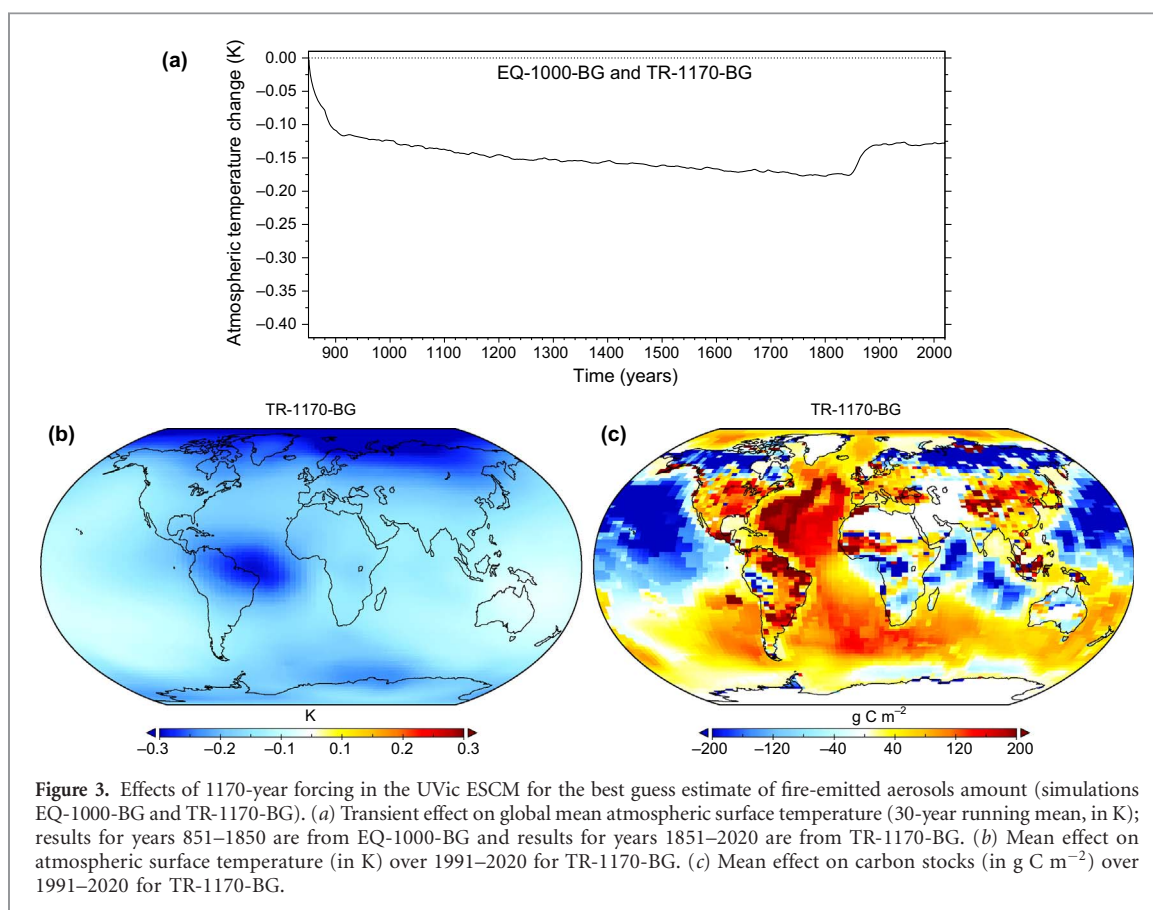 (a)
0.00
−0.05
−0.10
−0.15
−0.20
−0.25
−0.30
−0.35
−0.40
Atmospheric temperature change (K)
EQ-1000-BG and TR-1170-BG
900 1000 1100 1200 1300 1400 1500 1600 1700 1800 1900 2000
Time (years)
TR-1170-BG
(b)
K
−0.3 −0.2 −0.1 0.1 0.2 0.3
TR-1170-BG
(c)
g C m⁻²
−200 −120 −40 40 120 200
Figure 3. Effects of 1170-year forcing in the UVic ESCM for the best guess estimate of fire-emitted aerosols amount (simulations
EQ-1000-BG and TR-1170-BG). (a) Transient effect on global mean atmospheric surface temperature (30-year running mean, in K);
results for years 851–1850 are from EQ-1000-BG and results for years 1851–2020 are from TR-1170-BG. (b) Mean effect on
atmospheric surface temperature (in K) over 1991–2020 for TR-1170-BG. (c) Mean effect on carbon stocks (in g C m⁻²) over
1991–2020 for TR-1170-BG.